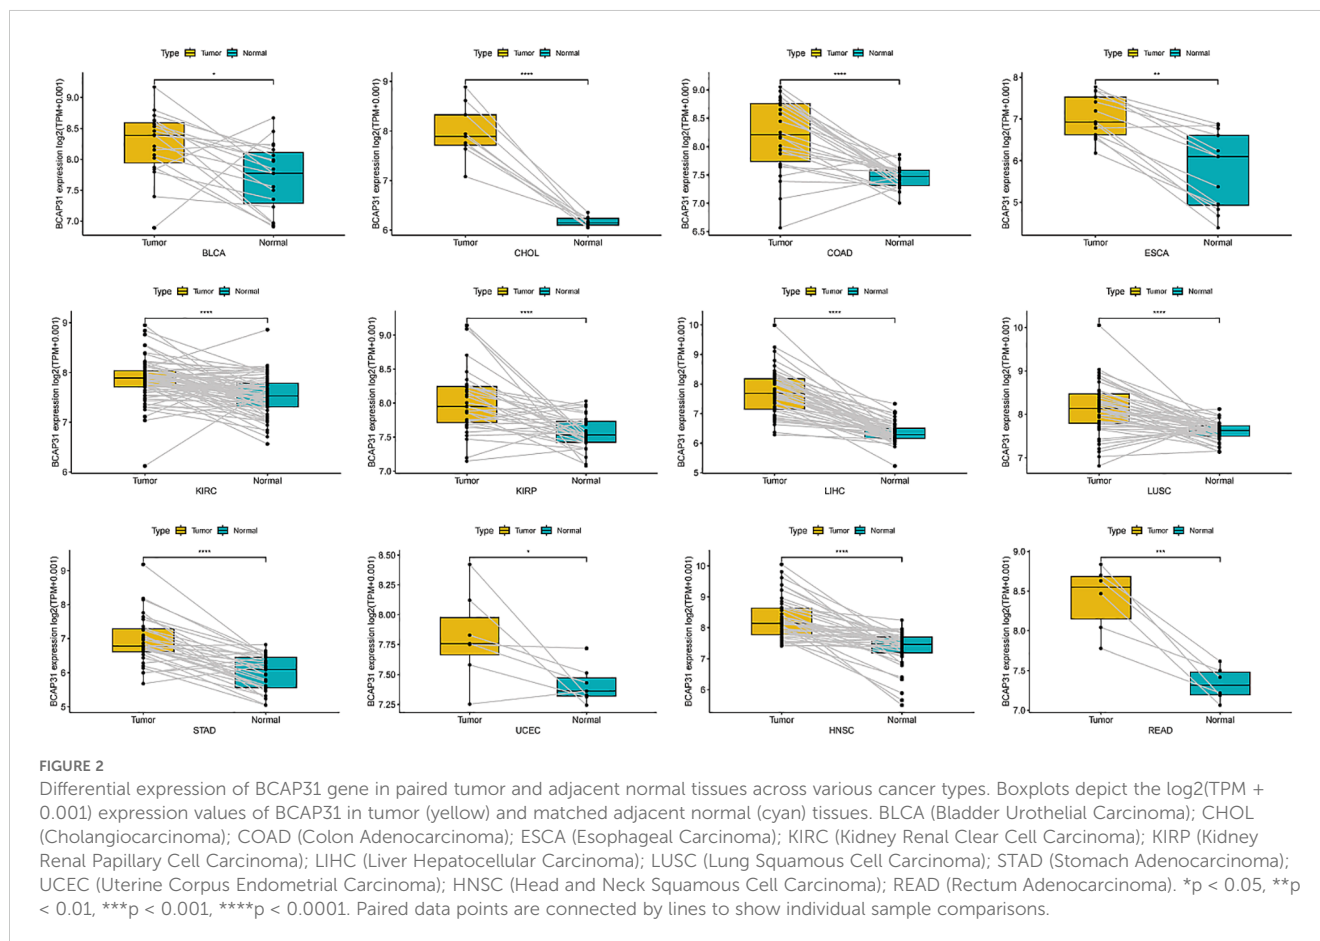 Type Tumor Normal
BCAP31 expression log2(TPM+0.001)
*
9.0
8.5
8.0
7.5
7.0
Tumor Normal
BLCA
Type Tumor Normal
BCAP31 expression log2(TPM+0.001)
****
8
7
6
Tumor Normal
CHOL
Type Tumor Normal
BCAP31 expression log2(TPM+0.001)
****
9.0
8.5
8.0
7.5
7.0
6.5
Tumor Normal
COAD
Type Tumor Normal
BCAP31 expression log2(TPM+0.001)
**
8
7
6
5
Tumor Normal
ESCA
Type Tumor Normal
BCAP31 expression log2(TPM+0.001)
****
9
8
7
6
Tumor Normal
KIRC
Type Tumor Normal
BCAP31 expression log2(TPM+0.001)
****
9.0
8.5
8.0
7.5
7.0
Tumor Normal
KIRP
Type Tumor Normal
BCAP31 expression log2(TPM+0.001)
****
10
9
8
7
6
5
Tumor Normal
LIHC
Type Tumor Normal
BCAP31 expression log2(TPM+0.001)
****
10
9
8
7
Tumor Normal
LUSC
Type Tumor Normal
BCAP31 expression log2(TPM+0.001)
****
9
8
7
6
5
Tumor Normal
STAD
Type Tumor Normal
BCAP31 expression log2(TPM+0.001)
*
8.50
8.25
8.00
7.75
7.50
7.25
Tumor Normal
UCEC
Type Tumor Normal
BCAP31 expression log2(TPM+0.001)
****
10
9
8
7
6
Tumor Normal
HNSC
Type Tumor Normal
BCAP31 expression log2(TPM+0.001)
***
9.0
8.5
8.0
7.5
7.0
Tumor Normal
READ
FIGURE 2
Differential expression of BCAP31 gene in paired tumor and adjacent normal tissues across various cancer types. Boxplots depict the log2(TPM +
0.001) expression values of BCAP31 in tumor (yellow) and matched adjacent normal (cyan) tissues. BLCA (Bladder Urothelial Carcinoma); CHOL
(Cholangiocarcinoma); COAD (Colon Adenocarcinoma); ESCA (Esophageal Carcinoma); KIRC (Kidney Renal Clear Cell Carcinoma); KIRP (Kidney
Renal Papillary Cell Carcinoma); LIHC (Liver Hepatocellular Carcinoma); LUSC (Lung Squamous Cell Carcinoma); STAD (Stomach Adenocarcinoma);
UCEC (Uterine Corpus Endometrial Carcinoma); HNSC (Head and Neck Squamous Cell Carcinoma); READ (Rectum Adenocarcinoma). *p < 0.05, **p
< 0.01, ***p < 0.001, ****p < 0.0001. Paired data points are connected by lines to show individual sample comparisons.